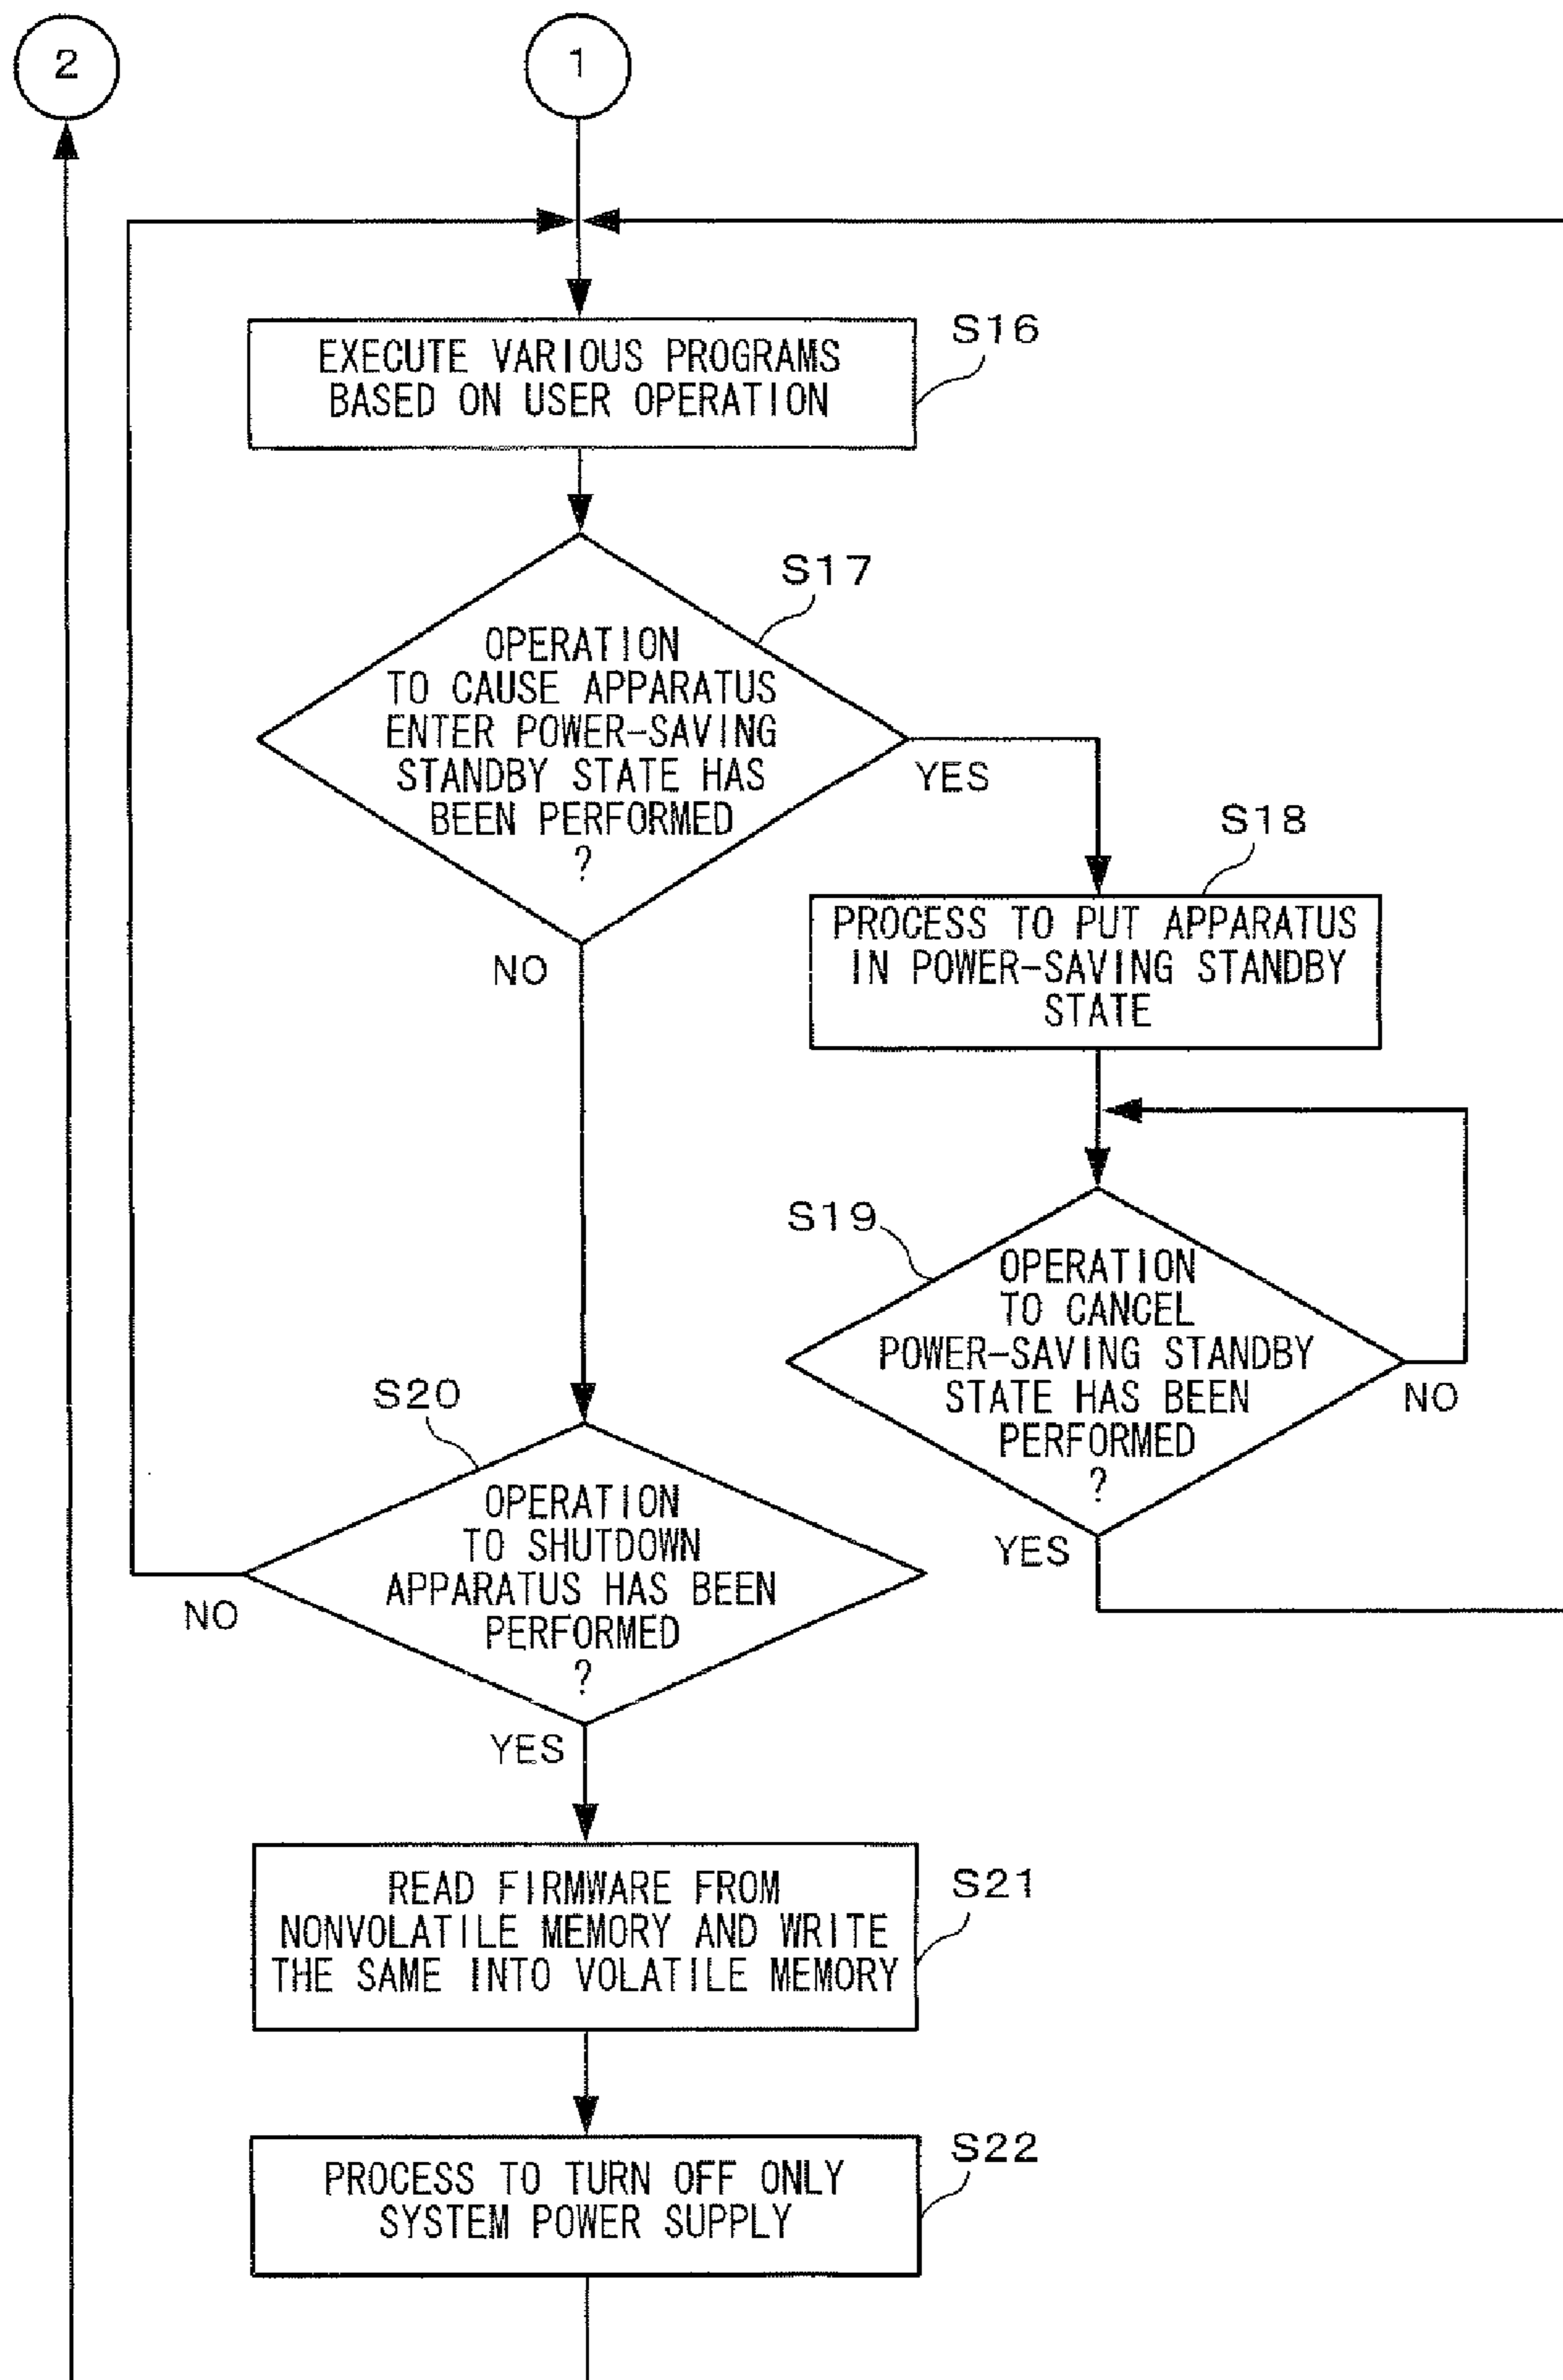 2
1
S16
EXECUTE VARIOUS PROGRAMS
BASED ON USER OPERATION
S17
OPERATION
TO CAUSE APPARATUS
ENTER POWER-SAVING
STANDBY STATE HAS
BEEN PERFORMED
?
YES
NO
S18
PROCESS TO PUT APPARATUS
IN POWER-SAVING STANDBY
STATE
S19
OPERATION
TO CANCEL
POWER-SAVING STANDBY
STATE HAS BEEN
PERFORMED
?
NO
YES
S20
OPERATION
TO SHUTDOWN
APPARATUS HAS BEEN
PERFORMED
?
NO
YES
S21
READ FIRMWARE FROM
NONVOLATILE MEMORY AND WRITE
THE SAME INTO VOLATILE MEMORY
S22
PROCESS TO TURN OFF ONLY
SYSTEM POWER SUPPLY